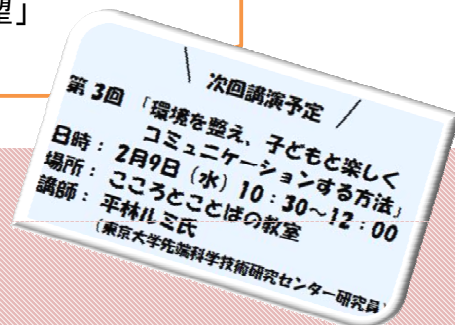 望」
次回講演予定
第3回 「環境を整え、子どもと楽しく
コミュニケーションする方法」
日時： 2月9日（水）10：30～12：00
場所： こころとことばの教室
講師： 平林ルミ氏
（東京大学先端科学技術研究センター研究員）